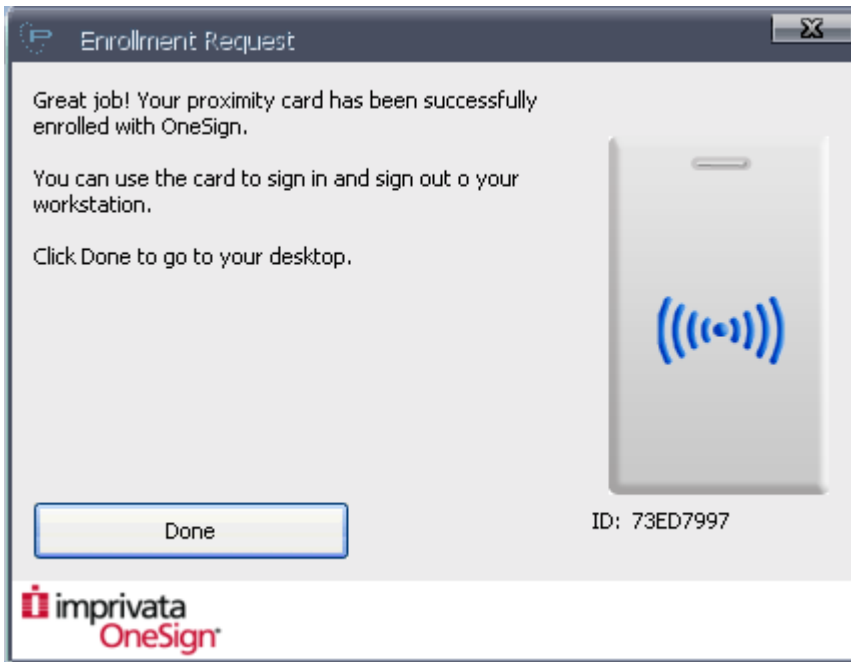 Enrollment Request
Great job! Your proximity card has been successfully
enrolled with OneSign.
You can use the card to sign in and sign out o your
workstation.
Click Done to go to your desktop.
ID: 73ED7997
Done
imprivata
OneSign